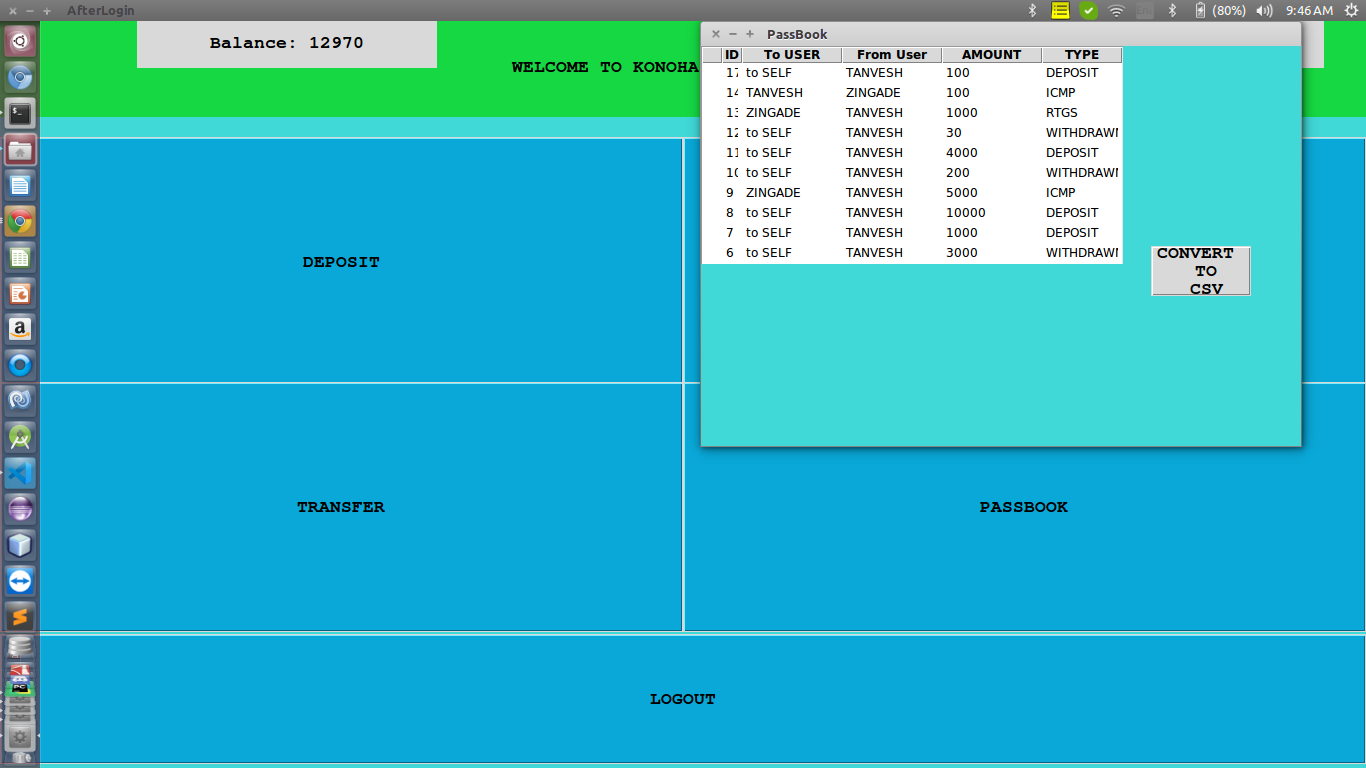 AfterLogin
(80%)
9:46 AM
Balance: 12970
WELCOME TO KONOHA
PassBook
ID To USER From User AMOUNT TYPE
17 to SELF TANVESH 100 DEPOSIT
14 TANVESH ZINGADE 100 ICMP
13 ZINGADE TANVESH 1000 RTGS
12 to SELF TANVESH 30 WITHDRAWN
11 to SELF TANVESH 4000 DEPOSIT
10 to SELF TANVESH 200 WITHDRAWN
9 ZINGADE TANVESH 5000 ICMP
8 to SELF TANVESH 10000 DEPOSIT
7 to SELF TANVESH 1000 DEPOSIT
6 to SELF TANVESH 3000 WITHDRAWN
CONVERT
TO
CSV
DEPOSIT
TRANSFER
PASSBOOK
LOGOUT